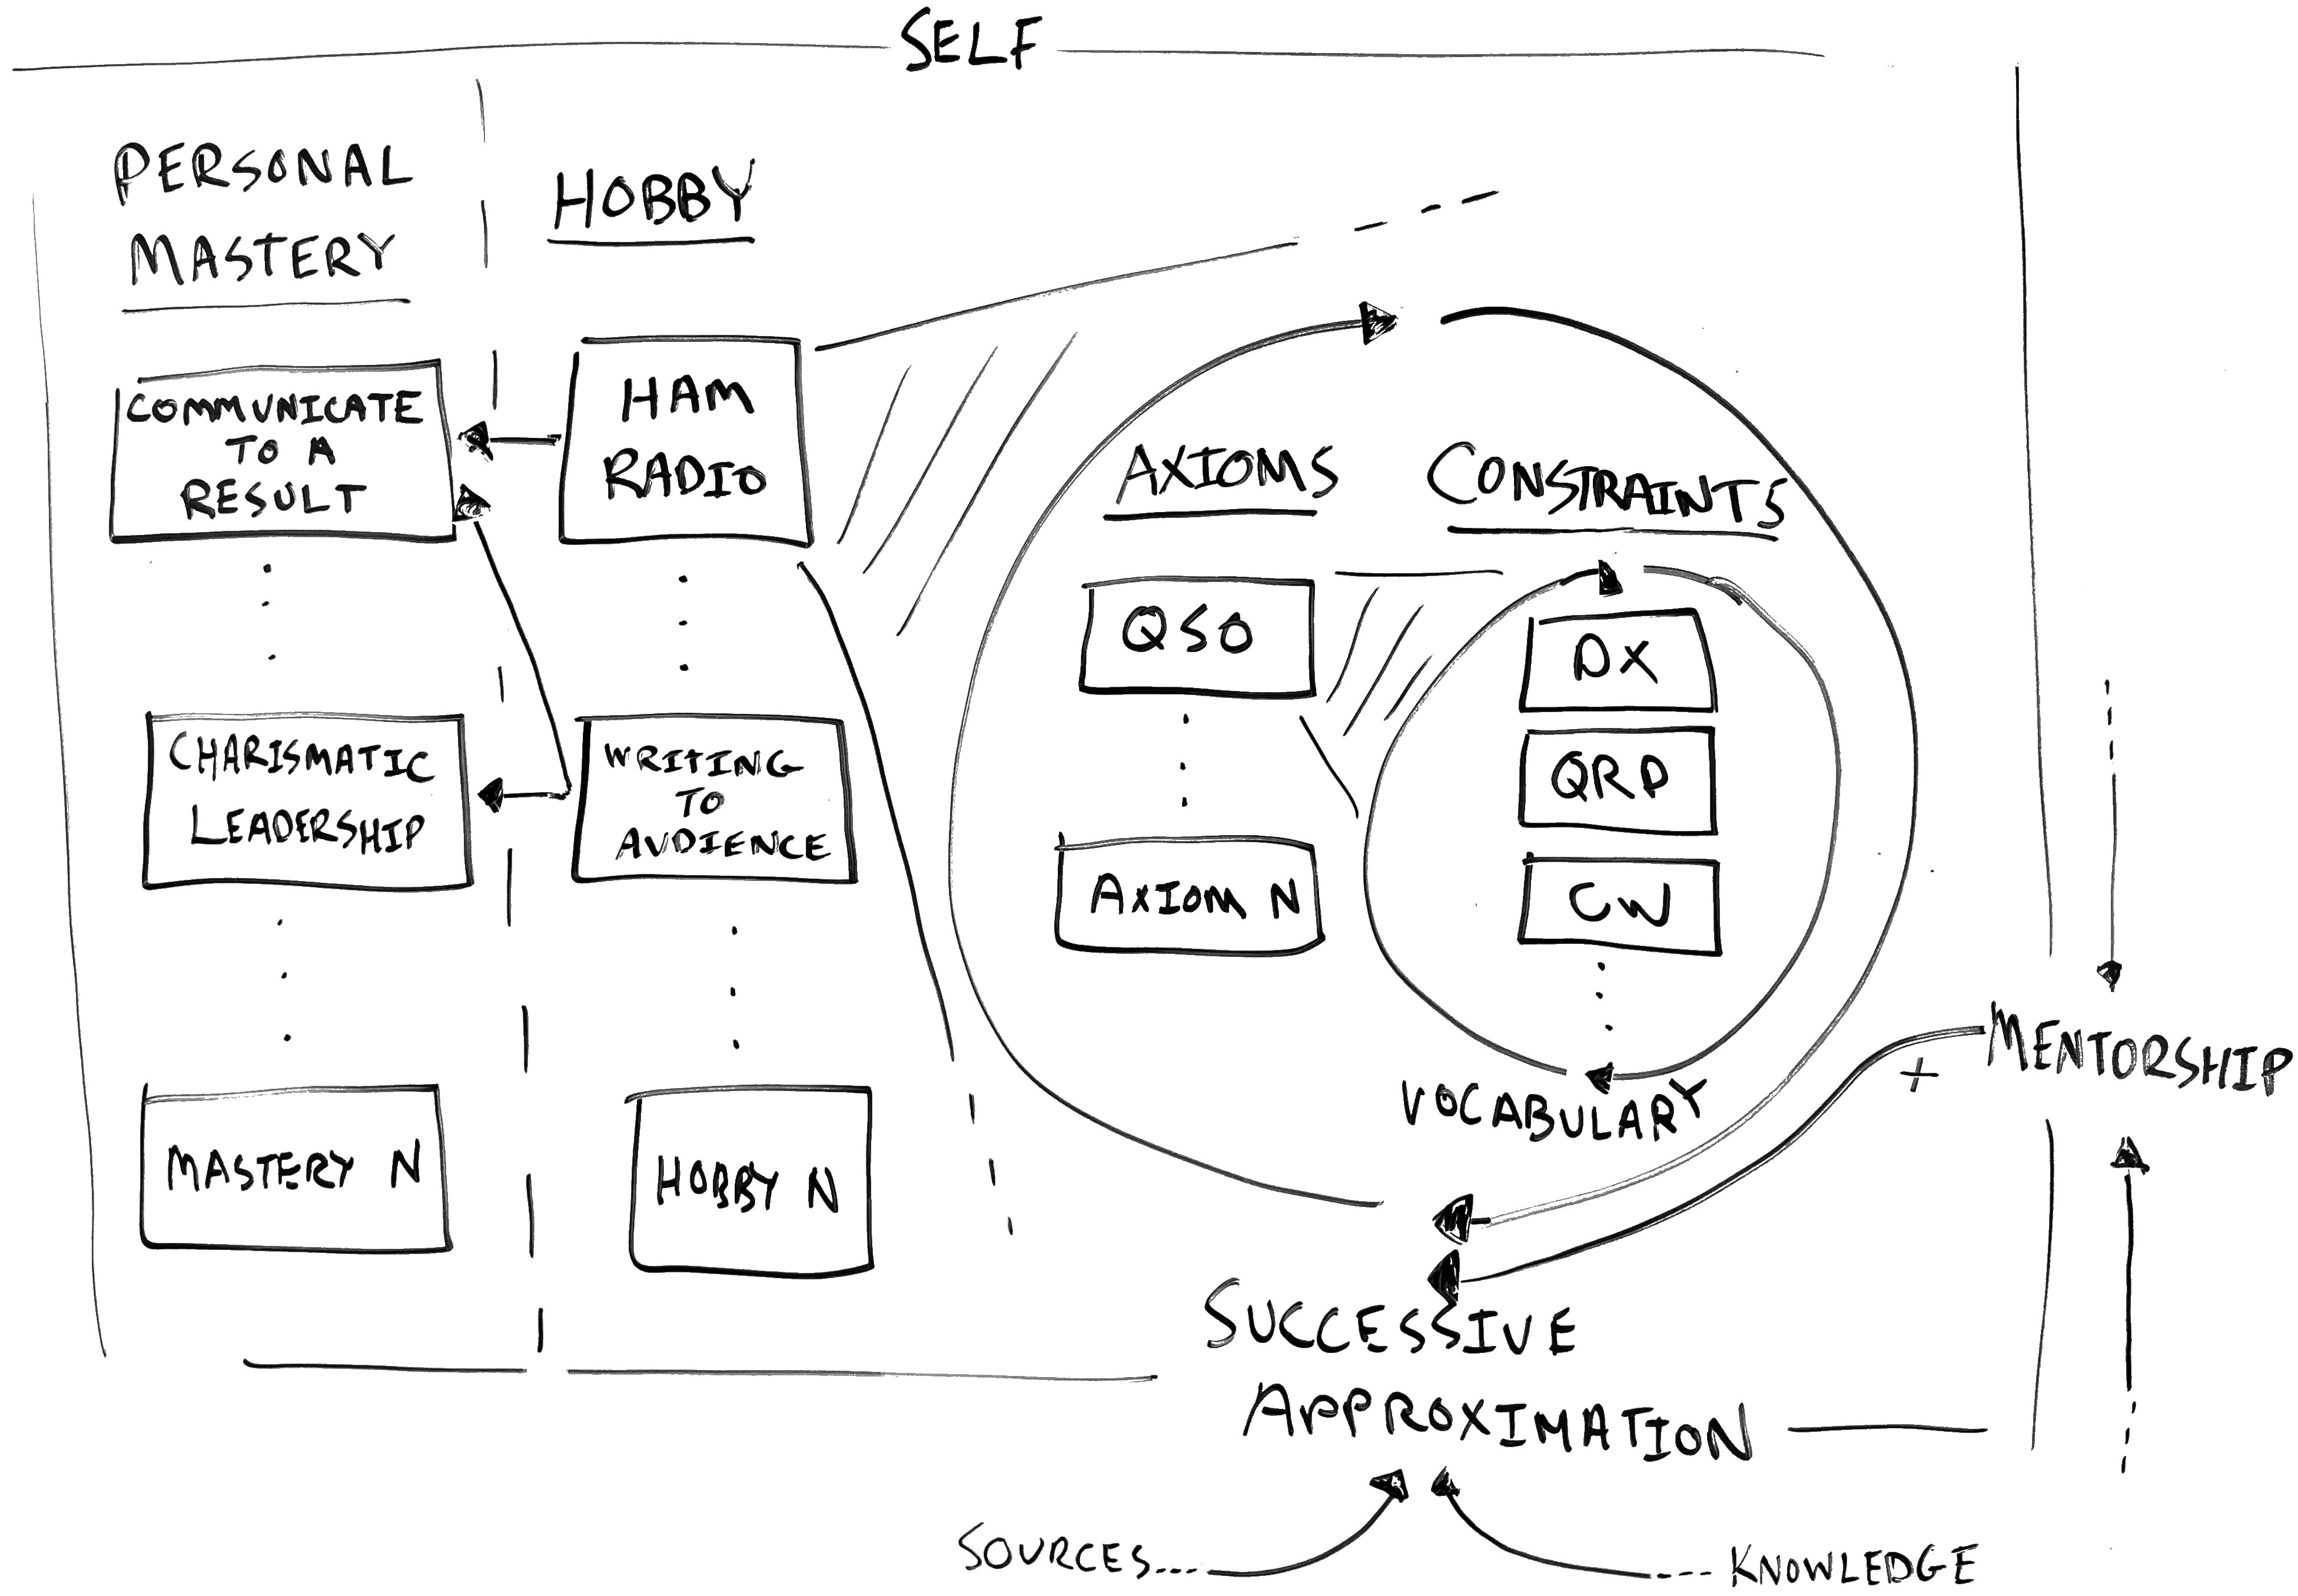 SELF
PERSONAL
MASTERY
HOBBY
COMMUNICATE
TO A
RESULT
HAM
RADIO
CHARISMATIC
LEADERSHIP
WRITING
TO
AUDIENCE
MASTERY N
HOBBY N
AXIOMS
CONSTRAINTS
QSO
AXIOM N
DX
QRP
CW
VOCABULARY
+
MENTORSHIP
SUCCESSIVE
APPROXIMATION
SOURCES...
--- KNOWLEDGE